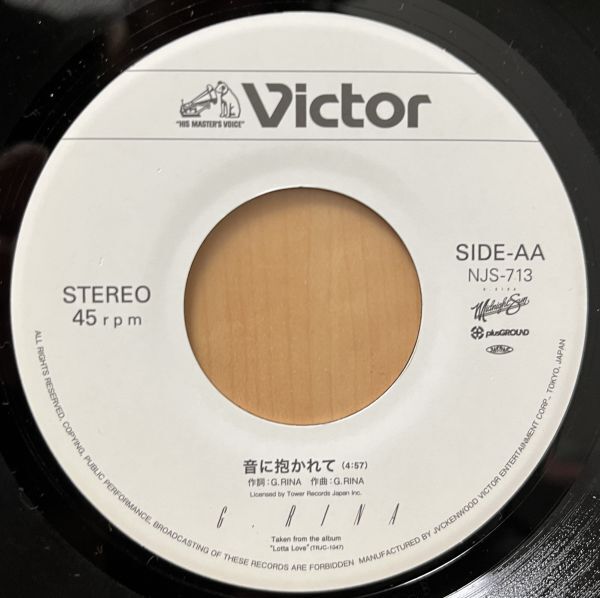 "HIS MASTER'S VOICE"
Victor
SIDE-AA
NJS-713
G.RINA
Midnight Sun
plusGROUND
STEREO
45 rpm
音に抱かれて (4:57)
作詞：G.RINA 作曲：G.RINA
Licensed by Tower Records Japan Inc.
G.RINA
Taken from the album
"Lotta Love" (TRJC-1047)
ALL RIGHTS RESERVED, COPYING, PUBLIC PERFORMANCE, BROADCASTING OF THESE RECORDS ARE FORBIDDEN MANUFACTURED BY JVCKENWOOD VICTOR ENTERTAINMENT CORP., TOKYO, JAPAN